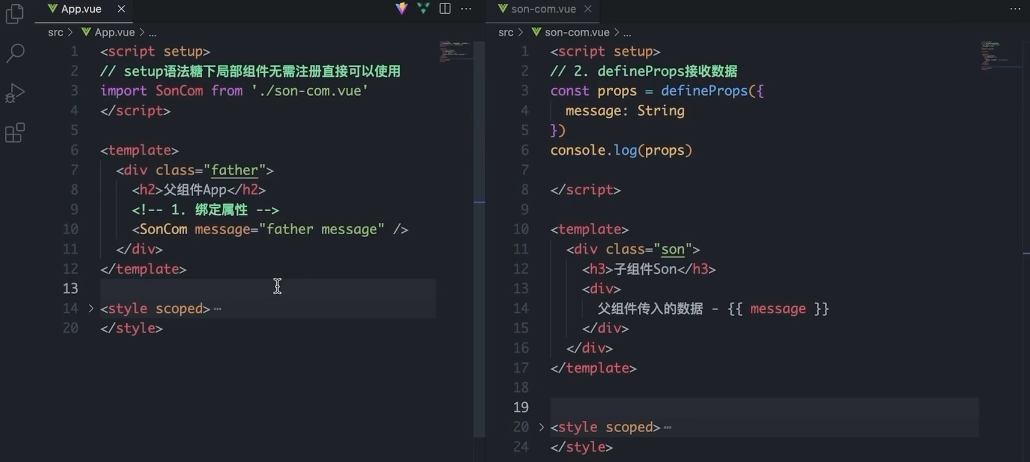 App.vue
src > App.vue > ...
1 <script setup>
2 // setup语法糖下局部组件无需注册直接可以使用
3 import SonCom from './son-com.vue'
4 </script>
5
6 <template>
7 <div class="father">
8 <h2>父组件App</h2>
9 <!-- 1. 绑定属性 -->
10 <SonCom message="father message" />
11 </div>
12 </template>
13
14 <style scoped>…
20 </style>
son-com.vue
src > son-com.vue > ...
1 <script setup>
2 // 2. defineProps接收数据
3 const props = defineProps({
4 message: String
5 })
6 console.log(props)
7
8 </script>
9
10 <template>
11 <div class="son">
12 <h3>子组件Son</h3>
13 <div>
14 父组件传入的数据 - {{ message }}
15 </div>
16 </div>
17 </template>
18
19
20 <style scoped>…
24 </style>